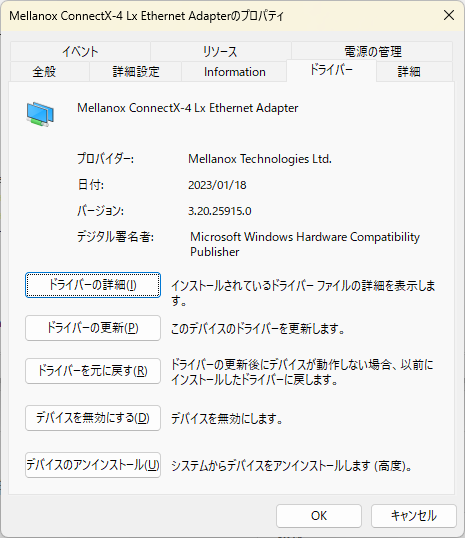 Mellanox ConnectX-4 Lx Ethernet Adapterのプロパティ
イベント リソース 電源の管理
全般 詳細設定 Information ドライバー 詳細
Mellanox ConnectX-4 Lx Ethernet Adapter
プロバイダー: Mellanox Technologies Ltd.
日付: 2023/01/18
バージョン: 3.20.25915.0
デジタル署名者: Microsoft Windows Hardware Compatibility
Publisher
ドライバーの詳細(I) インストールされているドライバー ファイルの詳細を表示しま
す。
ドライバーの更新(P) このデバイスのドライバーを更新します。
ドライバーを元に戻す(R) ドライバーの更新後にデバイスが動作しない場合、以前に
インストールしたドライバーに戻します。
デバイスを無効にする(D) デバイスを無効にします。
デバイスのアンインストール(U) システムからデバイスをアンインストールします (高度)。
OK キャンセル